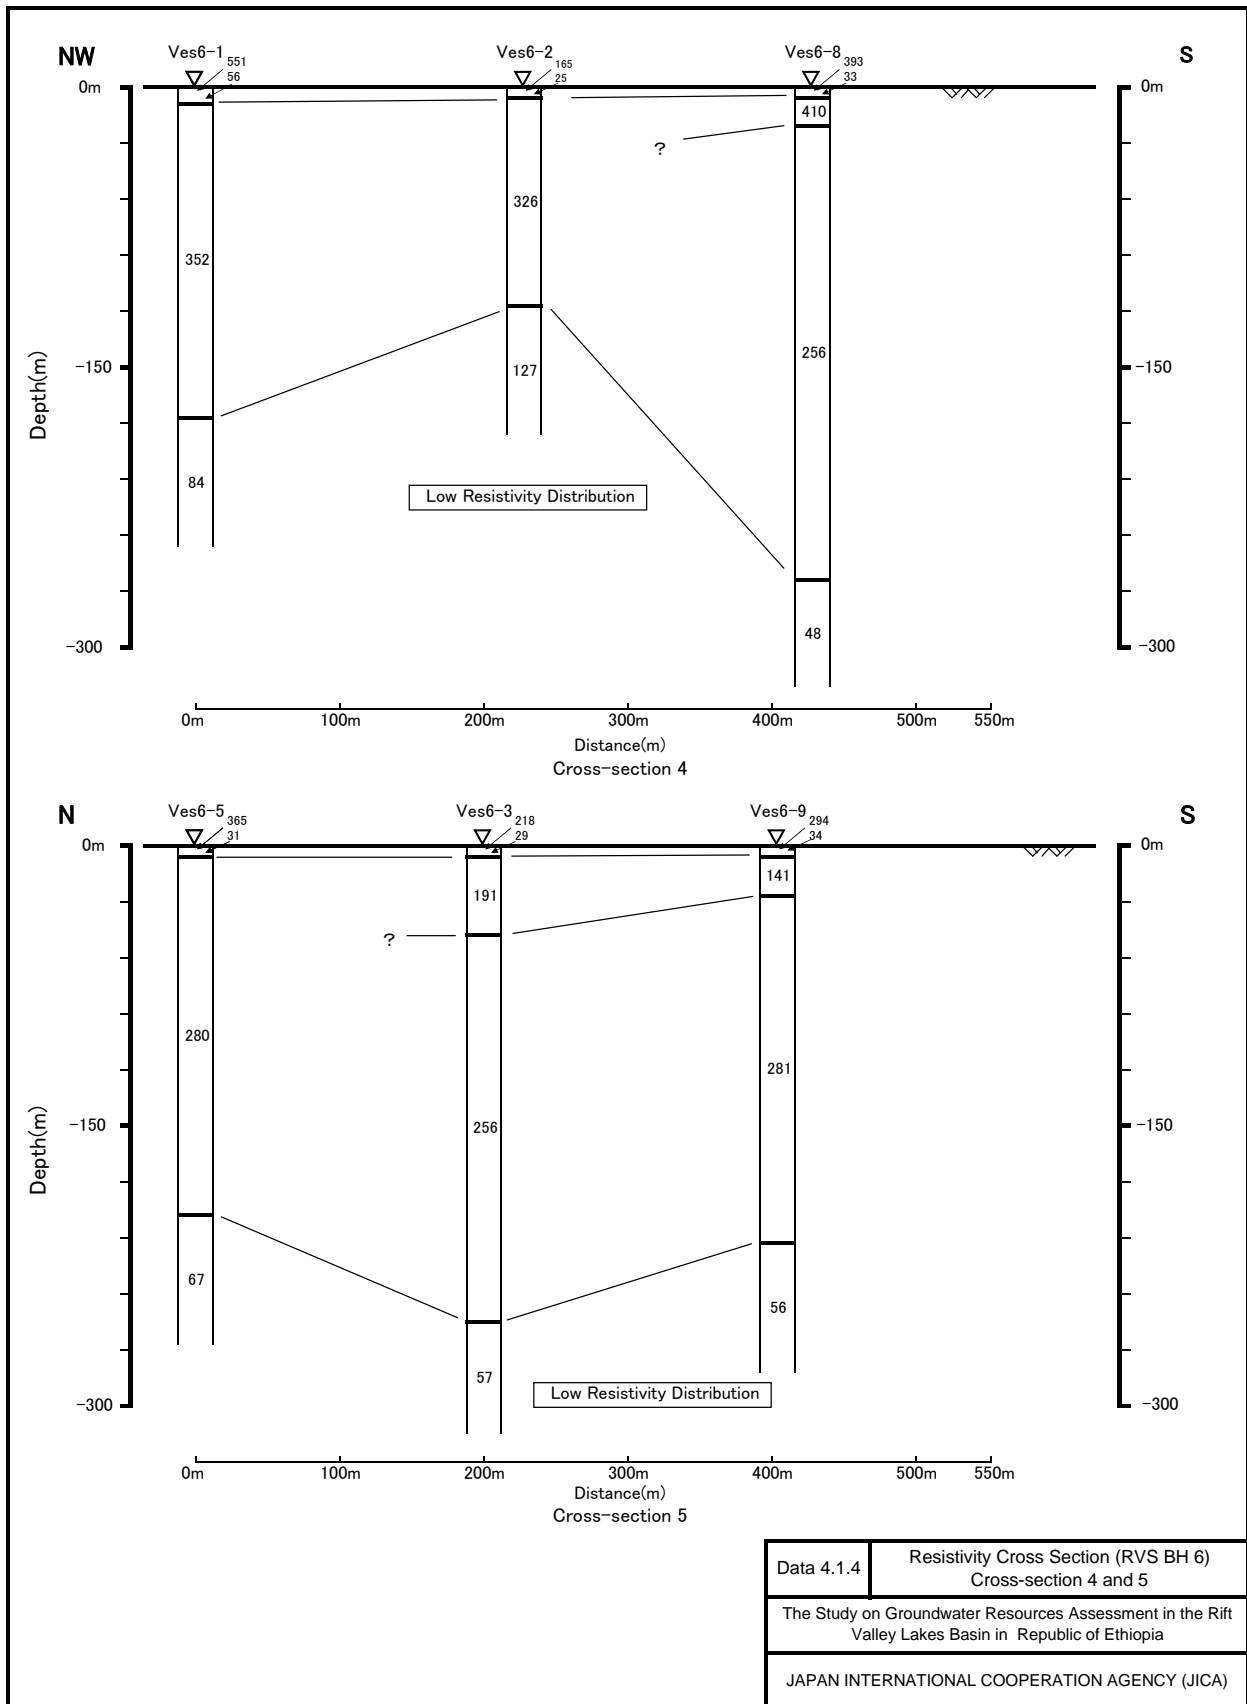 NW
Ves6-1
551
56
Ves6-2
165
25
Ves6-8
393
33
S
0m
0m
410
?
326
352
256
Depth(m)
-150
127
-150
84
Low Resistivity Distribution
48
-300
-300
0m 100m 200m 300m 400m 500m 550m
Distance(m)
Cross-section 4
N
Ves6-5
365
31
Ves6-3
218
29
Ves6-9
294
34
S
0m
0m
191
141
?
280
281
256
Depth(m)
-150
-150
67
56
57
Low Resistivity Distribution
-300
-300
0m 100m 200m 300m 400m 500m 550m
Distance(m)
Cross-section 5
Data 4.1.4
Resistivity Cross Section (RVS BH 6)
Cross-section 4 and 5
The Study on Groundwater Resources Assessment in the Rift
Valley Lakes Basin in Republic of Ethiopia
JAPAN INTERNATIONAL COOPERATION AGENCY (JICA)